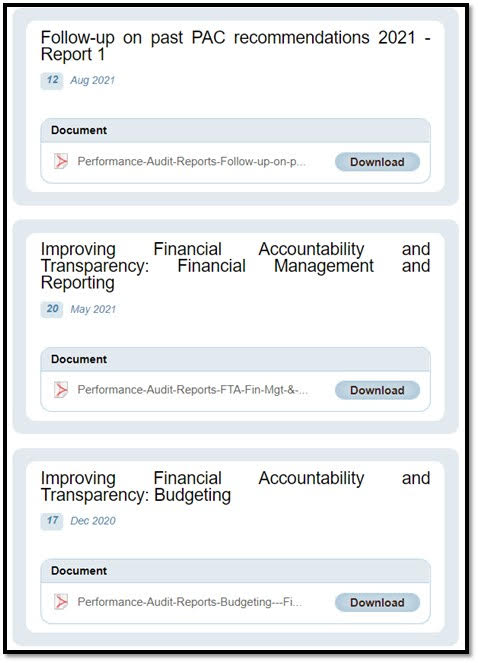 Follow-up on past PAC recommendations 2021 -
Report 1
12 Aug 2021
Document
Performance-Audit-Reports-Follow-up-on-p... Download
Improving Financial Accountability and
Transparency: Financial Management and
Reporting
20 May 2021
Document
Performance-Audit-Reports-FTA-Fin-Mgt-&-... Download
Improving Financial Accountability and
Transparency: Budgeting
17 Dec 2020
Document
Performance-Audit-Reports-Budgeting---Fi... Download